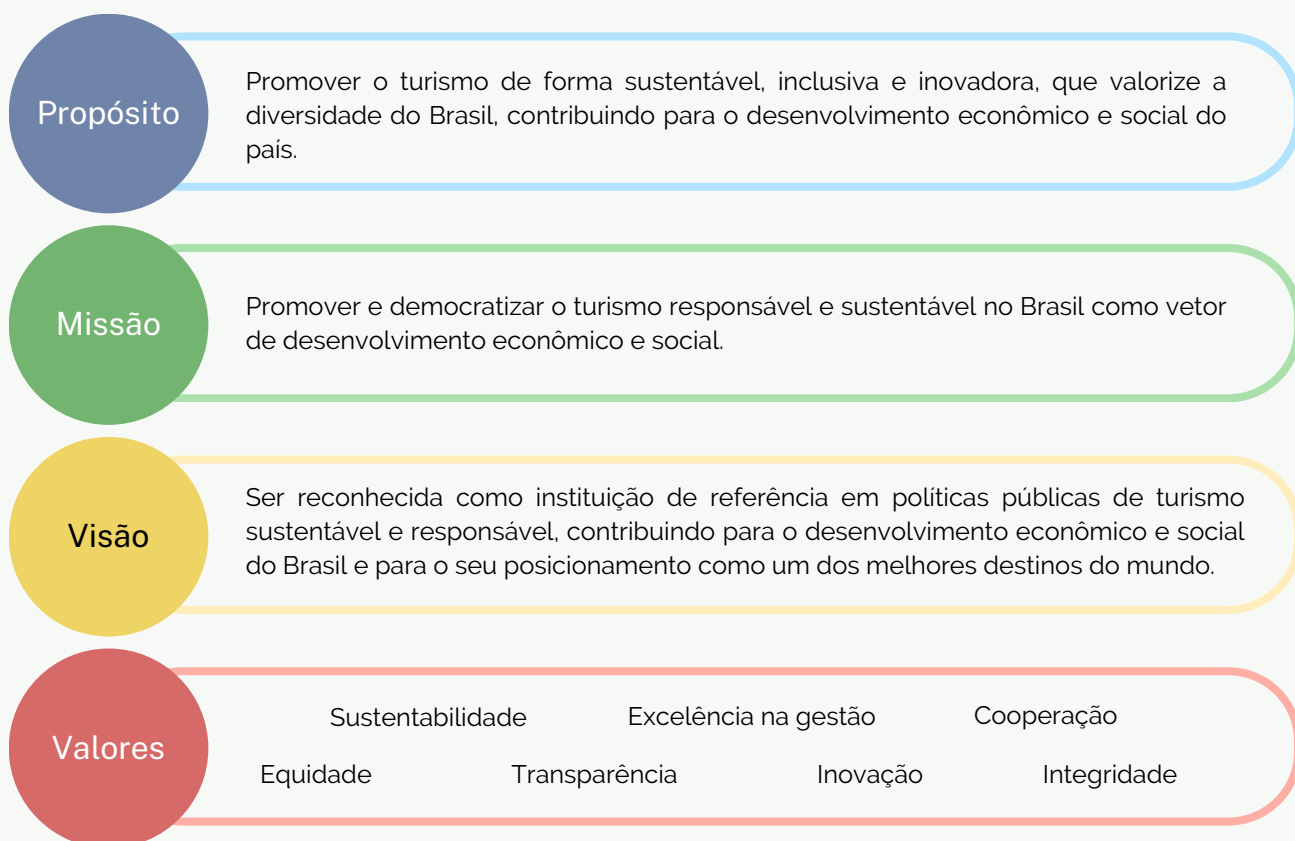 Propósito
Promover o turismo de forma sustentável, inclusiva e inovadora, que valorize a
diversidade do Brasil, contribuindo para o desenvolvimento econômico e social do
país.
Missão
Promover e democratizar o turismo responsável e sustentável no Brasil como vetor
de desenvolvimento econômico e social.
Visão
Ser reconhecida como instituição de referência em políticas públicas de turismo
sustentável e responsável, contribuindo para o desenvolvimento econômico e social
do Brasil e para o seu posicionamento como um dos melhores destinos do mundo.
Valores
Sustentabilidade Excelência na gestão Cooperação
Equidade Transparência Inovação Integridade